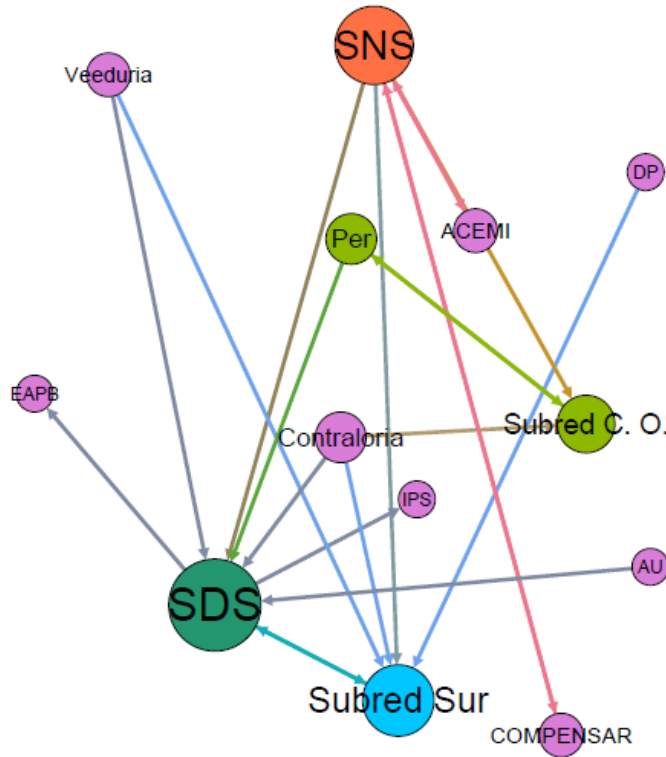 SNS
Veeduria
DP
ACEMI
Per
EAPB
Subred C. O.
Contraloria
IPS
AU
SDS
Subred Sur
COMPENSAR